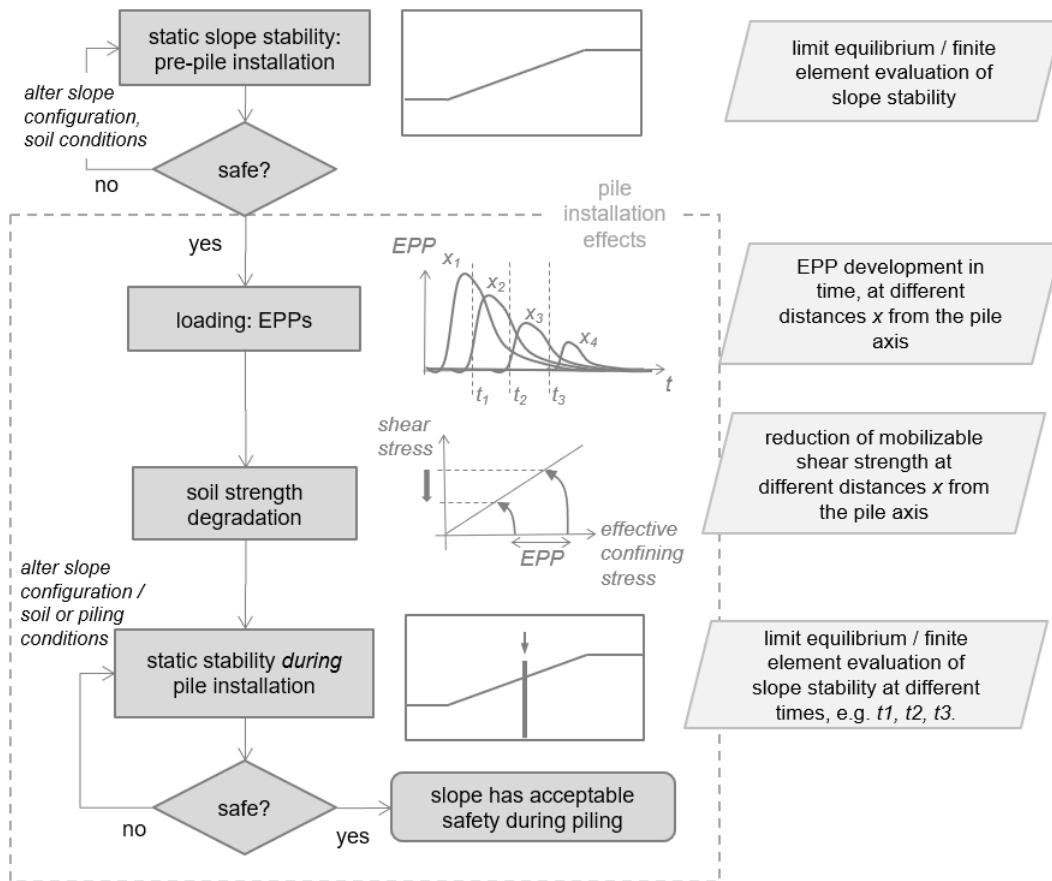 static slope stability:
pre-pile installation
limit equilibrium / finite
element evaluation of
slope stability
alter slope
configuration,
soil conditions
safe?
no
yes
pile
installation
effects
EPP
x1
x2
x3
x4
t1
t2
t3
t
loading: EPPs
EPP development in
time, at different
distances x from the pile
axis
shear
stress
EPP
effective
confining
stress
soil strength
degradation
reduction of mobilizable
shear strength at
different distances x from
the pile axis
alter slope
configuration /
soil or piling
conditions
static stability during
pile installation
limit equilibrium / finite
element evaluation of
slope stability at different
times, e.g. t1, t2, t3.
safe?
no
yes
slope has acceptable
safety during piling